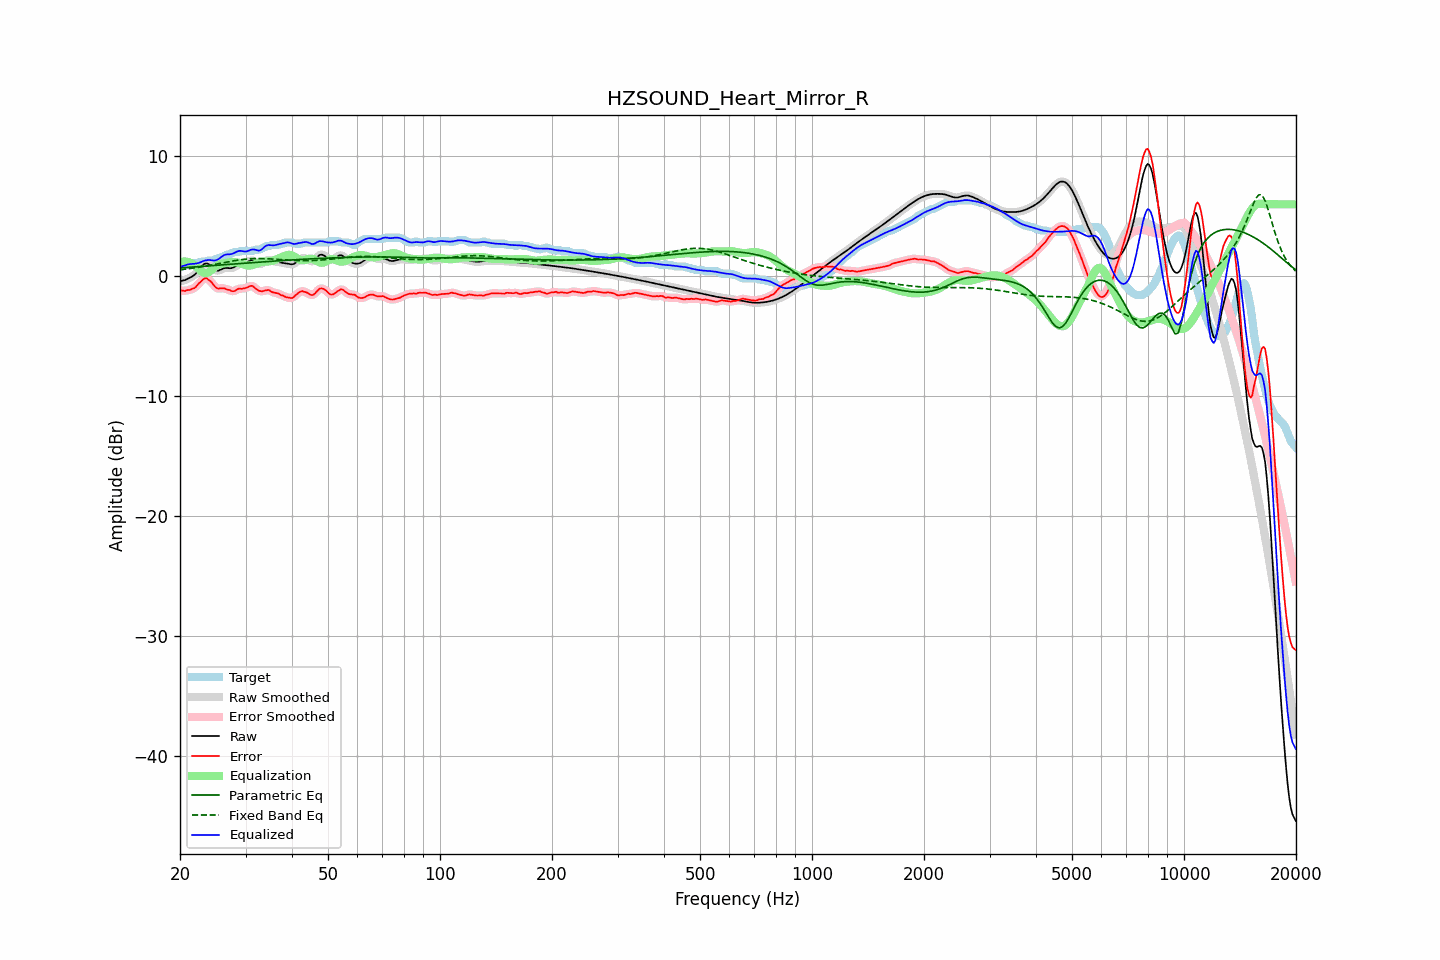 HZSOUND_Heart_Mirror_R
10
0
−10
−20
−30
−40
Amplitude (dBr)
Target
Raw Smoothed
Error Smoothed
Raw
Error
Equalization
Parametric Eq
Fixed Band Eq
Equalized
20 50 100 200 500 1000 2000 5000 10000 20000
Frequency (Hz)